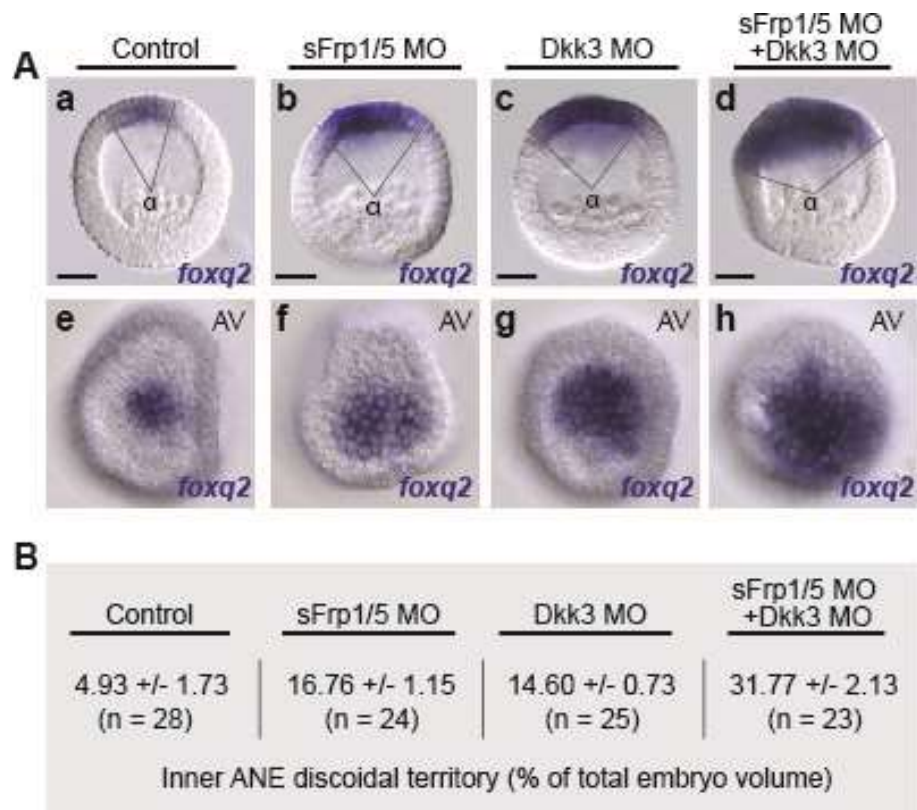 Control
sFrp1/5 MO
Dkk3 MO
sFrp1/5 MO
+Dkk3 MO
A
a
α
foxq2
b
α
foxq2
c
α
foxq2
d
α
foxq2
e
AV
foxq2
f
AV
foxq2
g
AV
foxq2
h
AV
foxq2
B
Control
sFrp1/5 MO
Dkk3 MO
sFrp1/5 MO
+Dkk3 MO
4.93 +/- 1.73
(n = 28)
16.76 +/- 1.15
(n = 24)
14.60 +/- 0.73
(n = 25)
31.77 +/- 2.13
(n = 23)
Inner ANE discoidal territory (% of total embryo volume)